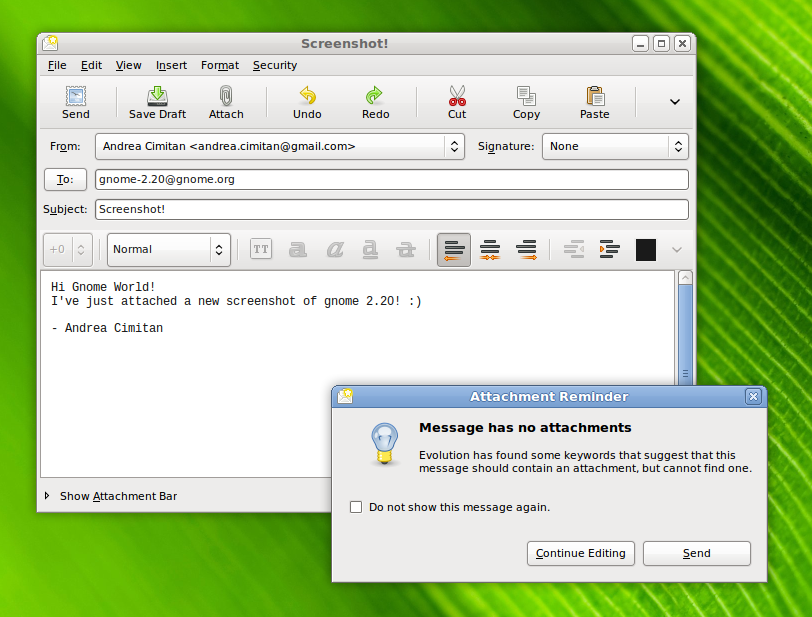 Screenshot!
File Edit View Insert Format Security
Send Save Draft Attach Undo Redo Cut Copy Paste
From: Andrea Cimitan <andrea.cimitan@gmail.com> Signature: None
To: gnome-2.20@gnome.org
Subject: Screenshot!
+0 Normal TT a a a a
Hi Gnome World!
I've just attached a new screenshot of gnome 2.20! :)
- Andrea Cimitan
Show Attachment Bar
Attachment Reminder
Message has no attachments
Evolution has found some keywords that suggest that this
message should contain an attachment, but cannot find one.
Do not show this message again.
Continue Editing Send